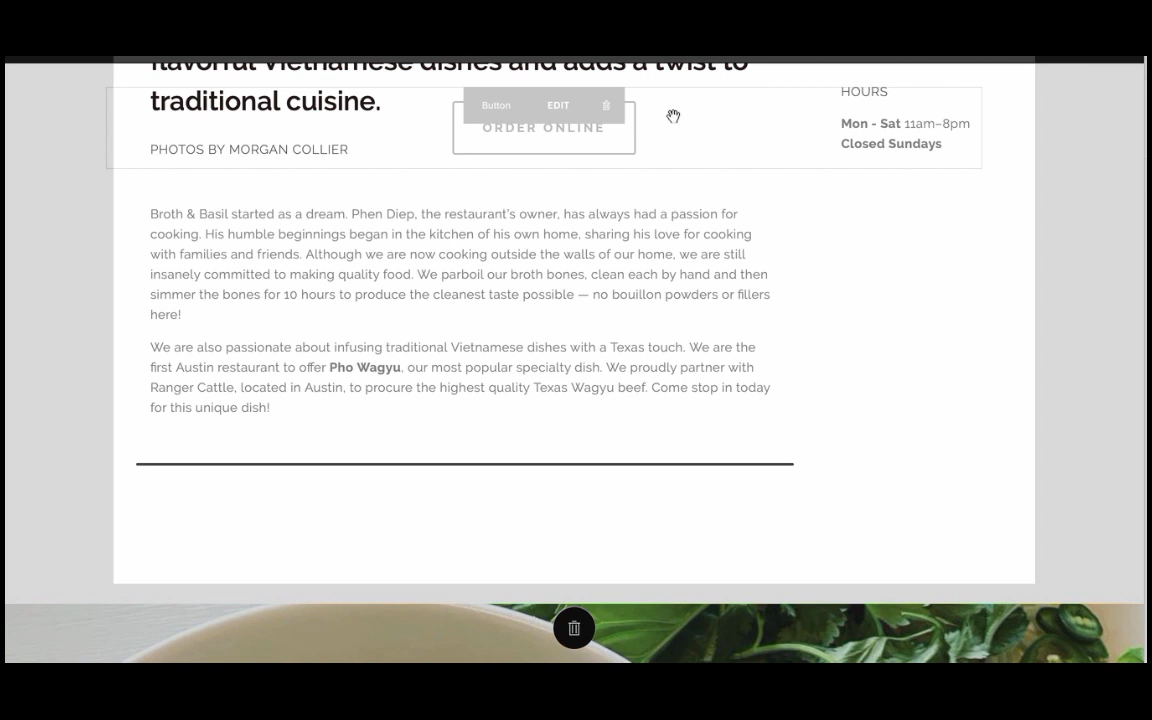 flavorful Vietnamese dishes and adds a twist to
traditional cuisine.
Button EDIT
ORDER ONLINE
PHOTOS BY MORGAN COLLIER
HOURS
Mon - Sat 11am–8pm
Closed Sundays
Broth & Basil started as a dream. Phen Diep, the restaurant's owner, has always had a passion for
cooking. His humble beginnings began in the kitchen of his own home, sharing his love for cooking
with families and friends. Although we are now cooking outside the walls of our home, we are still
insanely committed to making quality food. We parboil our broth bones, clean each by hand and then
simmer the bones for 10 hours to produce the cleanest taste possible — no bouillon powders or fillers
here!
We are also passionate about infusing traditional Vietnamese dishes with a Texas touch. We are the
first Austin restaurant to offer Pho Wagyu, our most popular specialty dish. We proudly partner with
Ranger Cattle, located in Austin, to procure the highest quality Texas Wagyu beef. Come stop in today
for this unique dish!